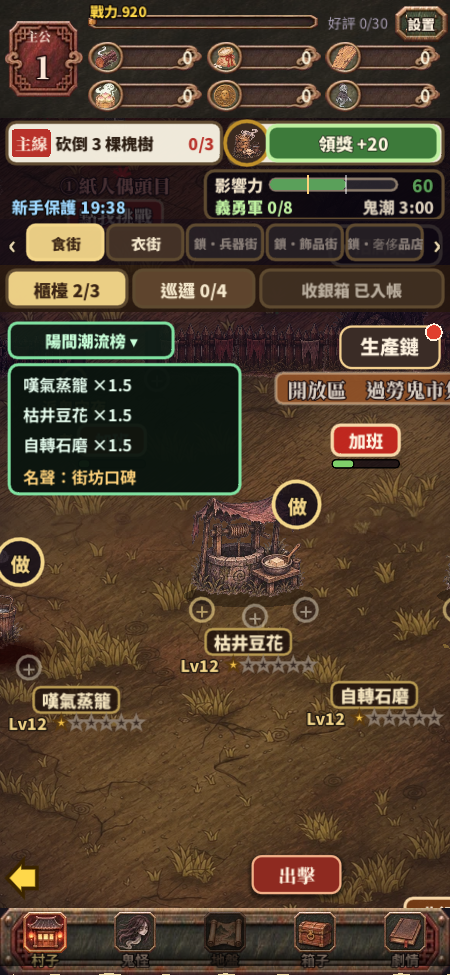 戰力.920
好評 0/30
設置
主公
1
0
0
0
0
0
0
主線 砍倒 3 棵槐樹 0/3
領獎 +20
紙人偶頭目
影響力 60
新手保護 19:38
義勇軍 0/8
鬼潮 3:00
‹
食街
衣街
鎖・兵器街
鎖・飾品街
鎖・奢侈品店
›
櫃檯 2/3
巡邏 0/4
收銀箱 已入帳
陽間潮流榜 ▾
生產鏈
嘆氣蒸籠 ×1.5
枯井豆花 ×1.5
自轉石磨 ×1.5
名聲：街坊口碑
開放區 過勞鬼市
加班
做
做
枯井豆花
Lv12 ★☆☆☆☆☆
嘆氣蒸籠
Lv12 ★☆☆☆☆☆
自轉石磨
Lv12 ★☆☆☆☆☆
出擊
村子
鬼怪
地盤
箱子
劇情